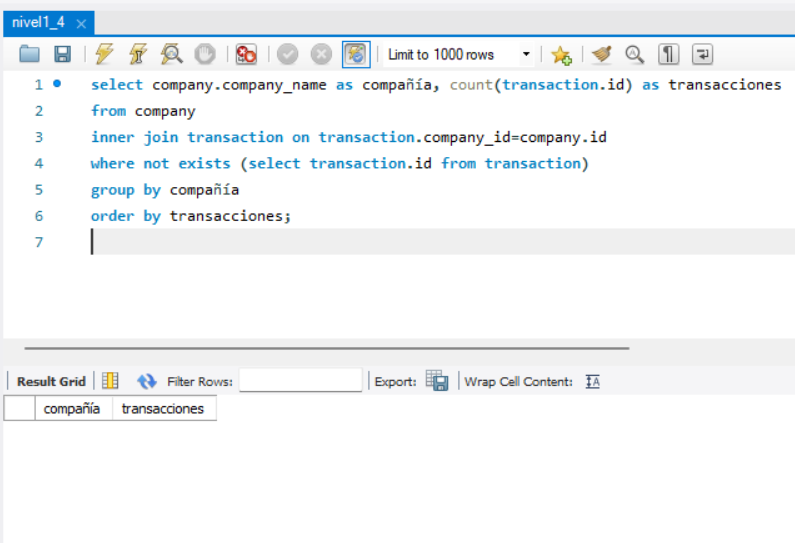 nivel1_4
Limit to 1000 rows
1 select company.company_name as compañía, count(transaction.id) as transacciones
2 from company
3 inner join transaction on transaction.company_id=company.id
4 where not exists (select transaction.id from transaction)
5 group by compañía
6 order by transacciones;
7
Result Grid Filter Rows: Export: Wrap Cell Content: IA
compañía transacciones